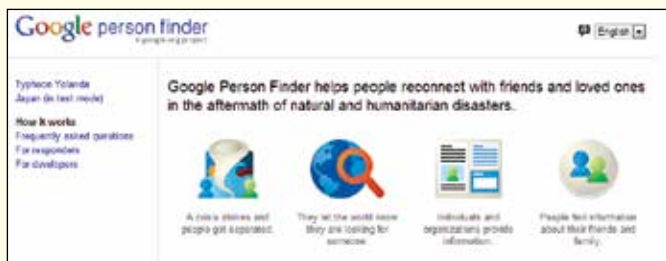 Google person finder
a google.org project
English
Typhoon Yolanda
Japan (in test mode)
How it works
Frequently asked questions
For responders
For developers
Google Person Finder helps people reconnect with friends and loved ones
in the aftermath of natural and humanitarian disasters.
A crisis strikes and
people get separated.
They let the world know
they are looking for
someone.
Individuals and
organizations provide
information.
People find information
about their friends and
family.